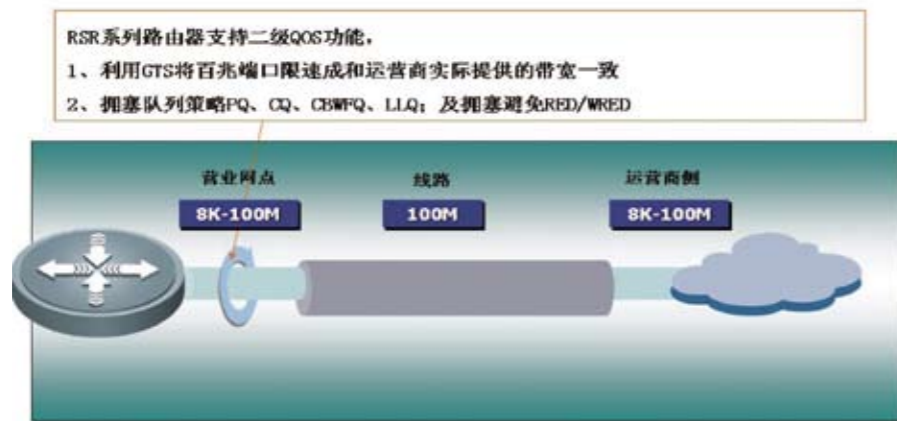 RSR系列路由器支持二级QOS功能,
1、利用GTS将百兆端口限速成和运营商实际提供的带宽一致
2、拥塞队列策略PQ、CQ、CBWFQ、LLQ；及拥塞避免RED/WRED
营业网点 线路 运营商侧
8K-100M 100M 8K-100M